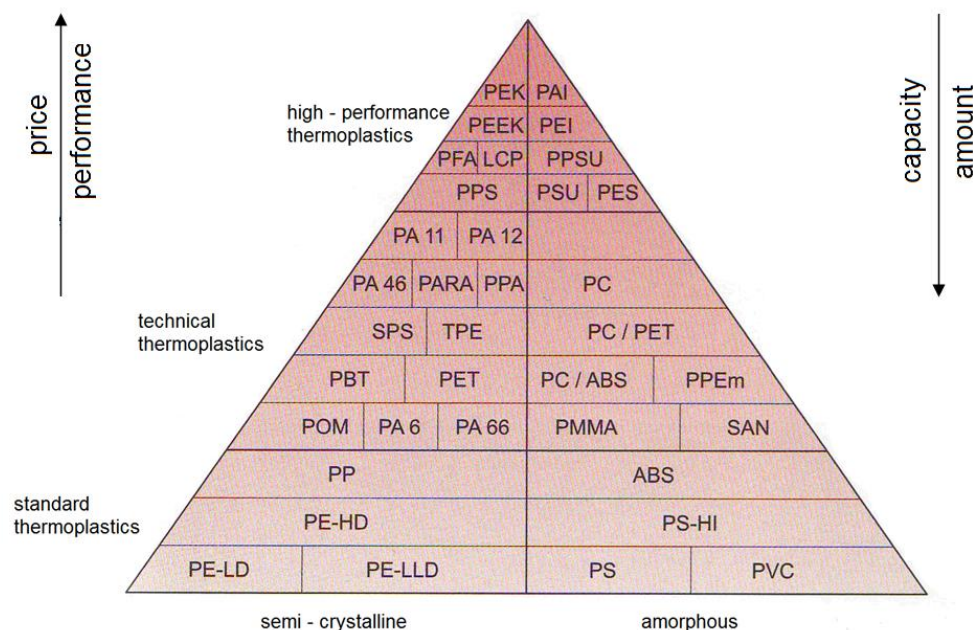 price
performance
capacity
amount
high - performance
thermoplastics
PEK PAI
PEEK PEI
PFA LCP PPSU
PPS PSU PES
PA 11 PA 12
PA 46 PARA PPA PC
technical
thermoplastics
SPS TPE PC / PET
PBT PET PC / ABS PPEm
POM PA 6 PA 66 PMMA SAN
PP ABS
standard
thermoplastics
PE-HD PS-HI
PE-LD PE-LLD PS PVC
semi - crystalline amorphous